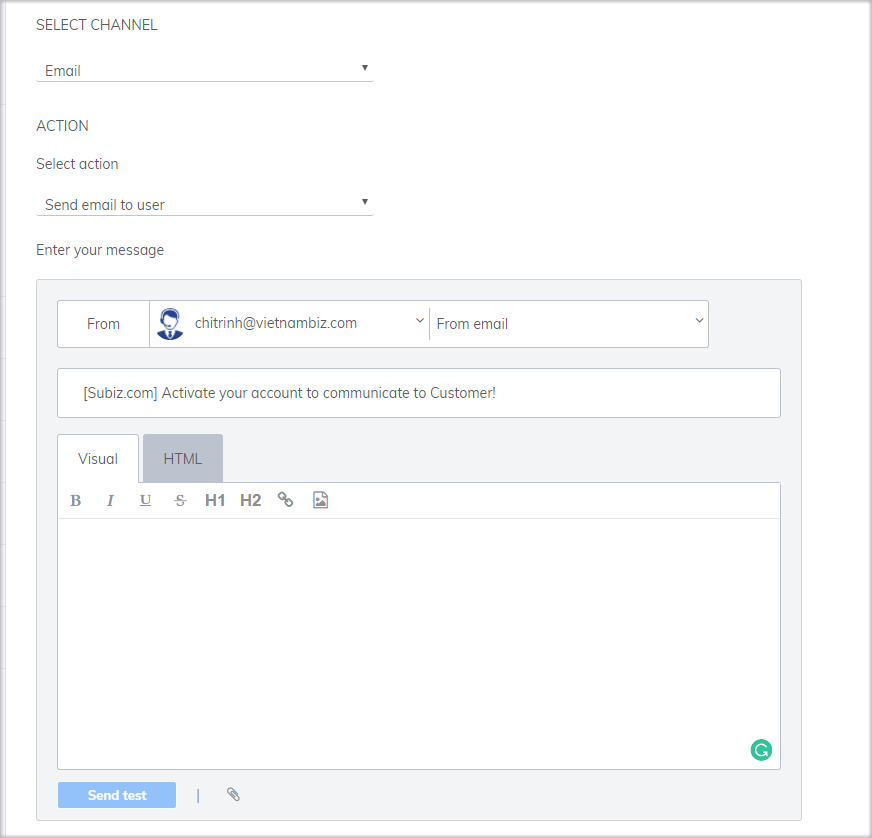 SELECT CHANNEL
Email
ACTION
Select action
Send email to user
Enter your message
From chitrinh@vietnambiz.com From email
[Subiz.com] Activate your account to communicate to Customer!
Visual HTML
B I U S H1 H2
Send test |